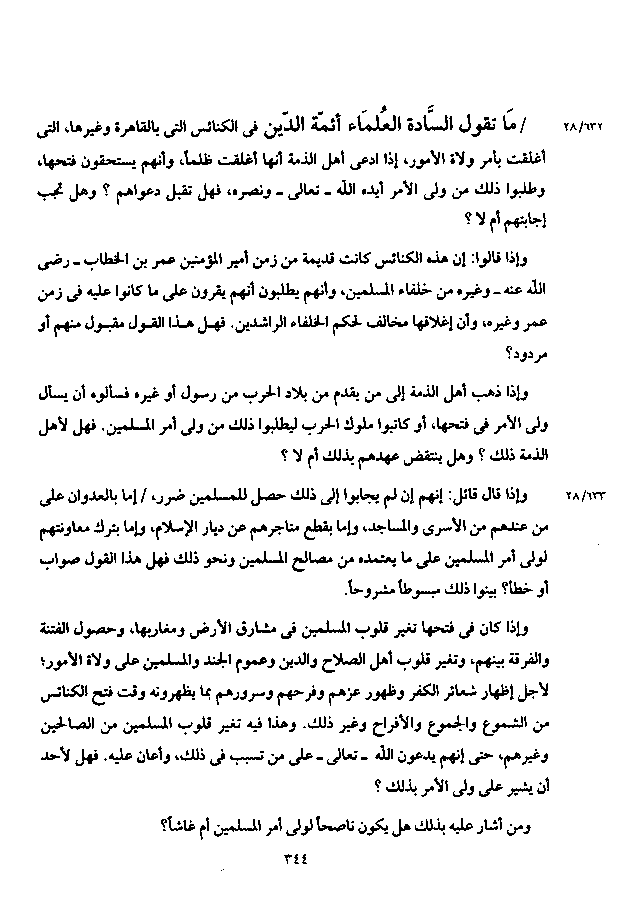 ٢٨/٦٣٢ / مَا تقول السَّادة العُلمَاء أئمّة الدّين فى الكنائس التى بالقاهرة وغيرها، التى
أغلقت بأمر ولاة الأمور، إذا ادعى أهل الذمة أنها أغلقت ظلماً، وأنهم يستحقون فتحها،
وطلبوا ذلك من ولى الأمر أيده الله ـ تعالى ـ ونصره، فهل تقبل دعواهم ؟ وهل تجب
إجابتهم أم لا ؟
وإذا قالوا: إن هذه الكنائس كانت قديمة من زمن أمير المؤمنين عمر بن الخطاب ـ رضى
الله عنه ـ وغيره من خلفاء المسلمين، وأنهم يطلبون أنهم يقرون على ما كانوا عليه فى زمن
عمر وغيره، وأن إغلاقها مخالف لحكم الخلفاء الراشدين. فهل هذا القول مقبول منهم أو
مردود؟
وإذا ذهب أهل الذمة إلى من يقدم من بلاد الحرب من رسول أو غيره فسألوه أن يسأل
ولى الأمر فى فتحها، أو كاتبوا ملوك الحرب ليطلبوا ذلك من ولى أمر المسلمين. فهل لأهل
الذمة ذلك ؟ وهل ينتقض عهدهم بذلك أم لا ؟
٢٨/٦٣٣ وإذا قال قائل: إنهم إن لم يجابوا إلى ذلك حصل للمسلمين ضرر، / إما بالعدوان على
من عندهم من الأسرى والمساجد، وإما بقطع متاجرهم عن ديار الإسلام، وإما بترك معاونتهم
لولى أمر المسلمين على ما يعتمده من مصالح المسلمين ونحو ذلك فهل هذا القول صواب
أو خطأ؟ بينوا ذلك مبسوطاً مشروحاً.
وإذا كان فى فتحها تغير قلوب المسلمين فى مشارق الأرض ومغاربها، وحصول الفتنة
والفرقة بينهم، وتغير قلوب أهل الصلاح والدين وعموم الجند والمسلمين على ولاة الأمور؛
لأجل إظهار شعائر الكفر وظهور عزهم وفرحهم وسرورهم بما يظهرونه وقت فتح الكنائس
من الشموع والجموع والأفراح وغير ذلك. وهذا فيه تغير قلوب المسلمين من الصالحين
وغيرهم، حتى إنهم يدعون الله ـ تعالى ـ على من تسبب فى ذلك، وأعان عليه. فهل لأحد
أن يشير على ولى الأمر بذلك ؟
ومن أشار عليه بذلك هل يكون ناصحاً لولى أمر المسلمين أم غاشاً؟
٣٤٤